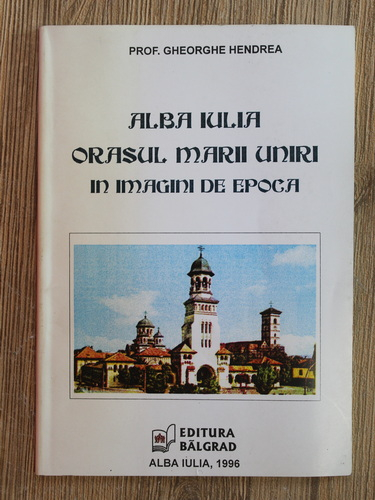 PROF. GHEORGHE HENDREA
ALBA IULIA
ORASUL MARII UNIRI
IN IMAGINI DE EPOCA
EDITURA
BĂLGRAD
ALBA IULIA, 1996